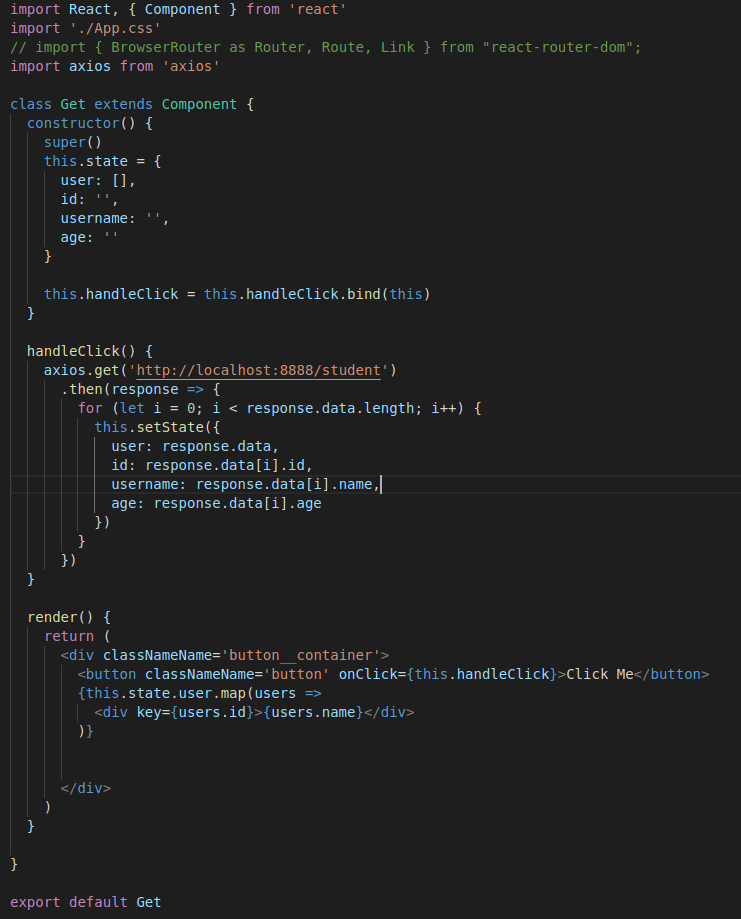 import React, { Component } from 'react'
import './App.css'
// import { BrowserRouter as Router, Route, Link } from "react-router-dom";
import axios from 'axios'
class Get extends Component {
constructor() {
super()
this.state = {
user: [],
id: '',
username: '',
age: ''
}
this.handleClick = this.handleClick.bind(this)
}
handleClick() {
axios.get('http://localhost:8888/student')
.then(response => {
for (let i = 0; i < response.data.length; i++) {
this.setState({
user: response.data,
id: response.data[i].id,
username: response.data[i].name,
age: response.data[i].age
})
}
})
}
render() {
return (
<div classNameName='button__container'>
<button classNameName='button' onClick={this.handleClick}>Click Me</button>
{this.state.user.map(users =>
<div key={users.id}>{users.name}</div>
)}
</div>
)
}
}
export default Get